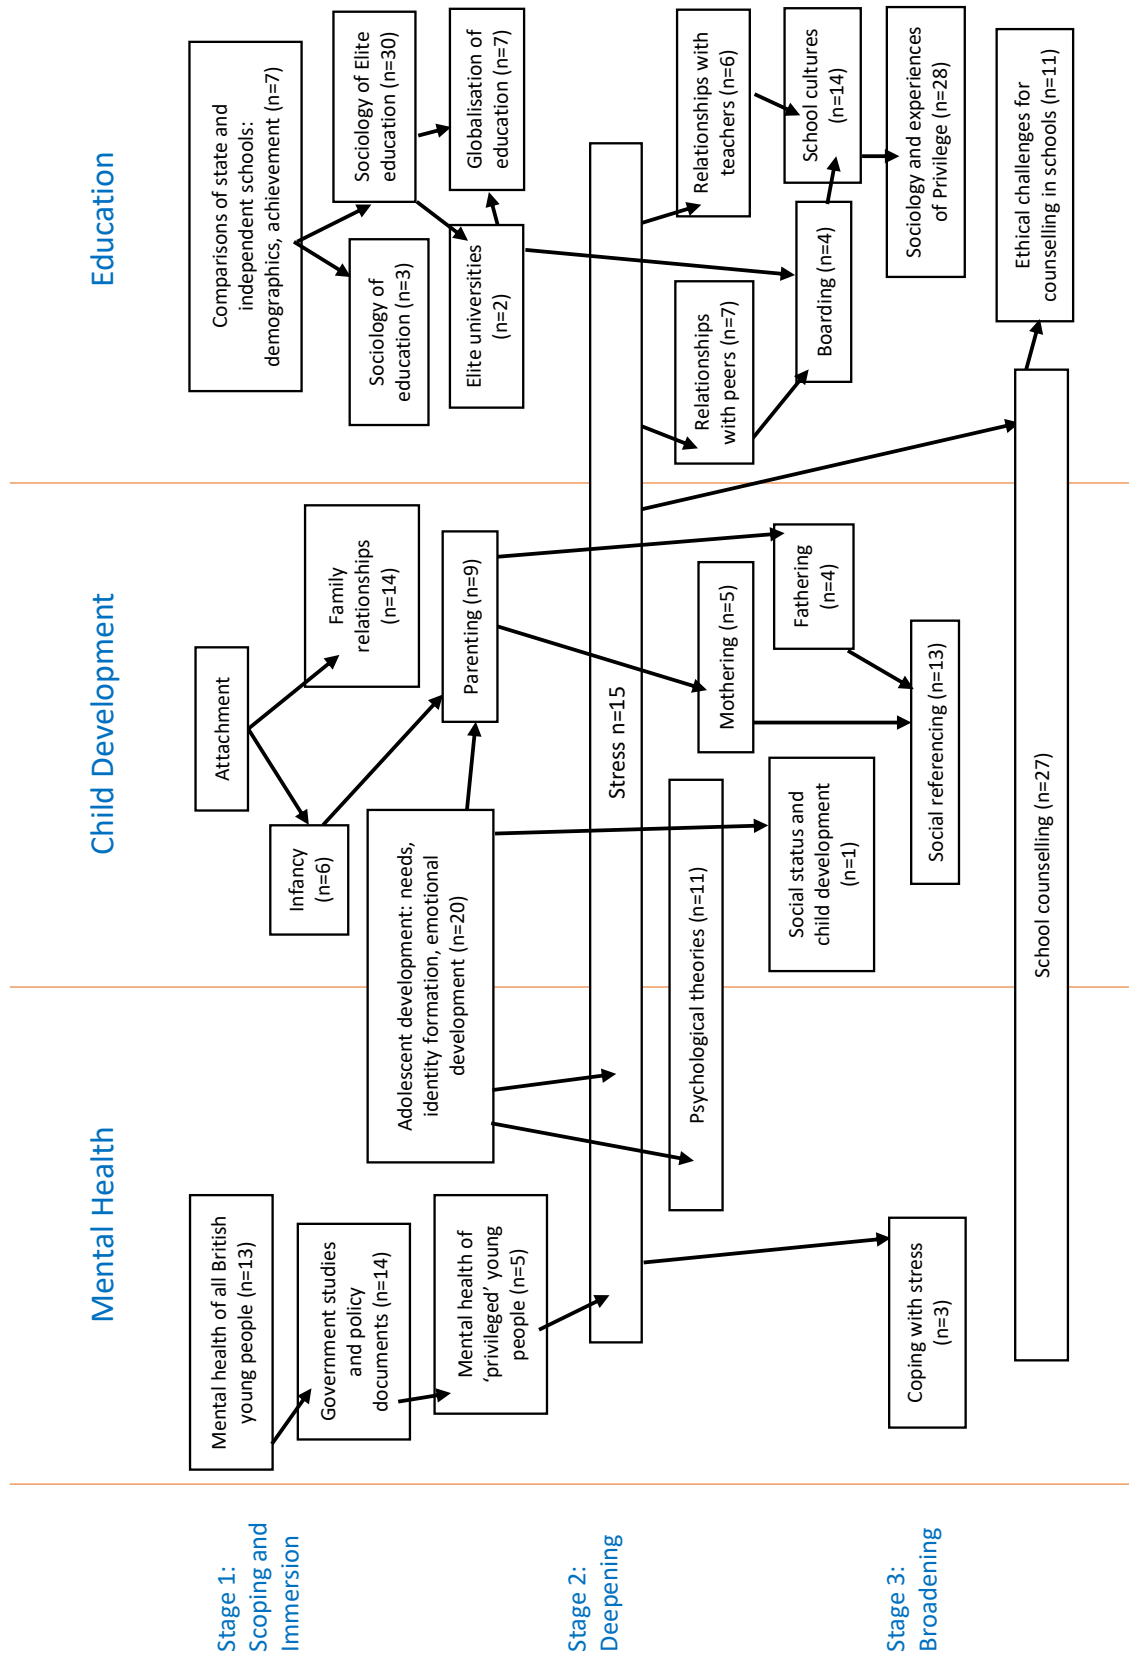 Mental Health
Child Development
Education
Stage 1:
Scoping and
Immersion
Mental health of all British
young people (n=13)
Government studies
and policy
documents (n=14)
Mental health of
‘privileged’ young
people (n=5)
Attachment
Infancy
(n=6)
Family
relationships
(n=14)
Adolescent development: needs,
identity formation, emotional
development (n=20)
Parenting (n=9)
Comparisons of state and
independent schools:
demographics, achievement (n=7)
Sociology of
education (n=3)
Sociology of Elite
education (n=30)
Elite universities
(n=2)
Globalisation of
education (n=7)
Stage 2:
Deepening
Stress n=15
Psychological theories (n=11)
Mothering (n=5)
Relationships
with peers (n=7)
Relationships with
teachers (n=6)
Social status and
child development
(n=1)
Fathering
(n=4)
Boarding (n=4)
School cultures
(n=14)
Stage 3:
Broadening
Coping with stress
(n=3)
Social referencing (n=13)
Sociology and experiences
of Privilege (n=28)
School counselling (n=27)
Ethical challenges for
counselling in schools (n=11)